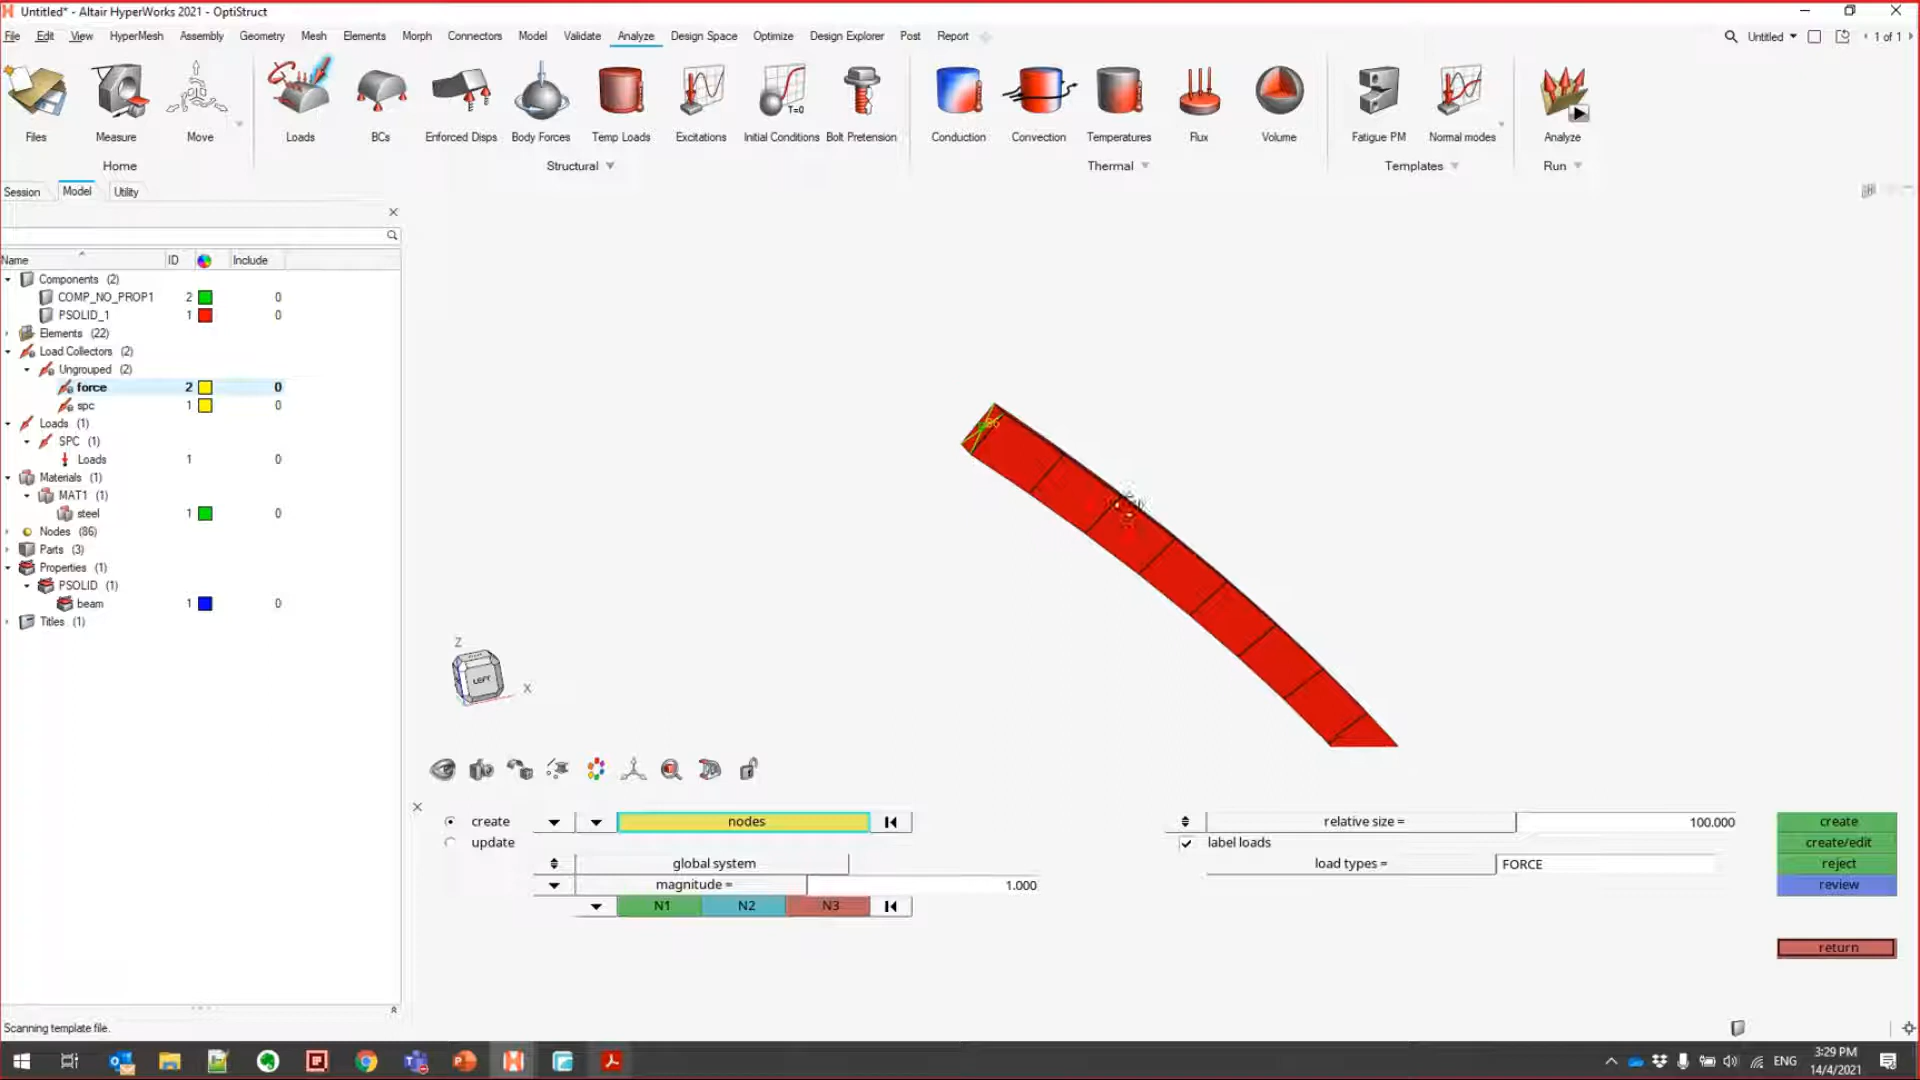 Untitled* - Altair HyperWorks 2021 - OptiStruct
File Edit View HyperMesh Assembly Geometry Mesh Elements Morph Connectors Model Validate Analyze Design Space Optimize Design Explorer Post Report Untitled 1 of 1
T=0
Files Measure Move Loads BCs Enforced Disps Body Forces Temp Loads Excitations Initial Conditions Bolt Pretension Conduction Convection Temperatures Flux Volume Fatigue PM Normal modes Analyze
Home Structural Thermal Templates Run
Session Model Utility
Name ID Include
Components (2)
COMP_NO_PROP1 2 0
PSOLID_1 1 0
Elements (22)
Load Collectors (2)
Ungrouped (2)
force 2 0
spc 1 0
Loads (1)
SPC (1)
Loads 1 0
Materials (1)
MAT1 (1)
steel 1 0
Nodes (86)
Parts (3)
Properties (1)
PSOLID (1)
beam 1 0
Titles (1)
Z
LEFT
X
create nodes relative size = 100.000 create
update label loads create/edit
global system load types = FORCE reject
magnitude = 1.000 review
N1 N2 N3
return
Scanning template file.
ENG 3:29 PM
14/4/2021